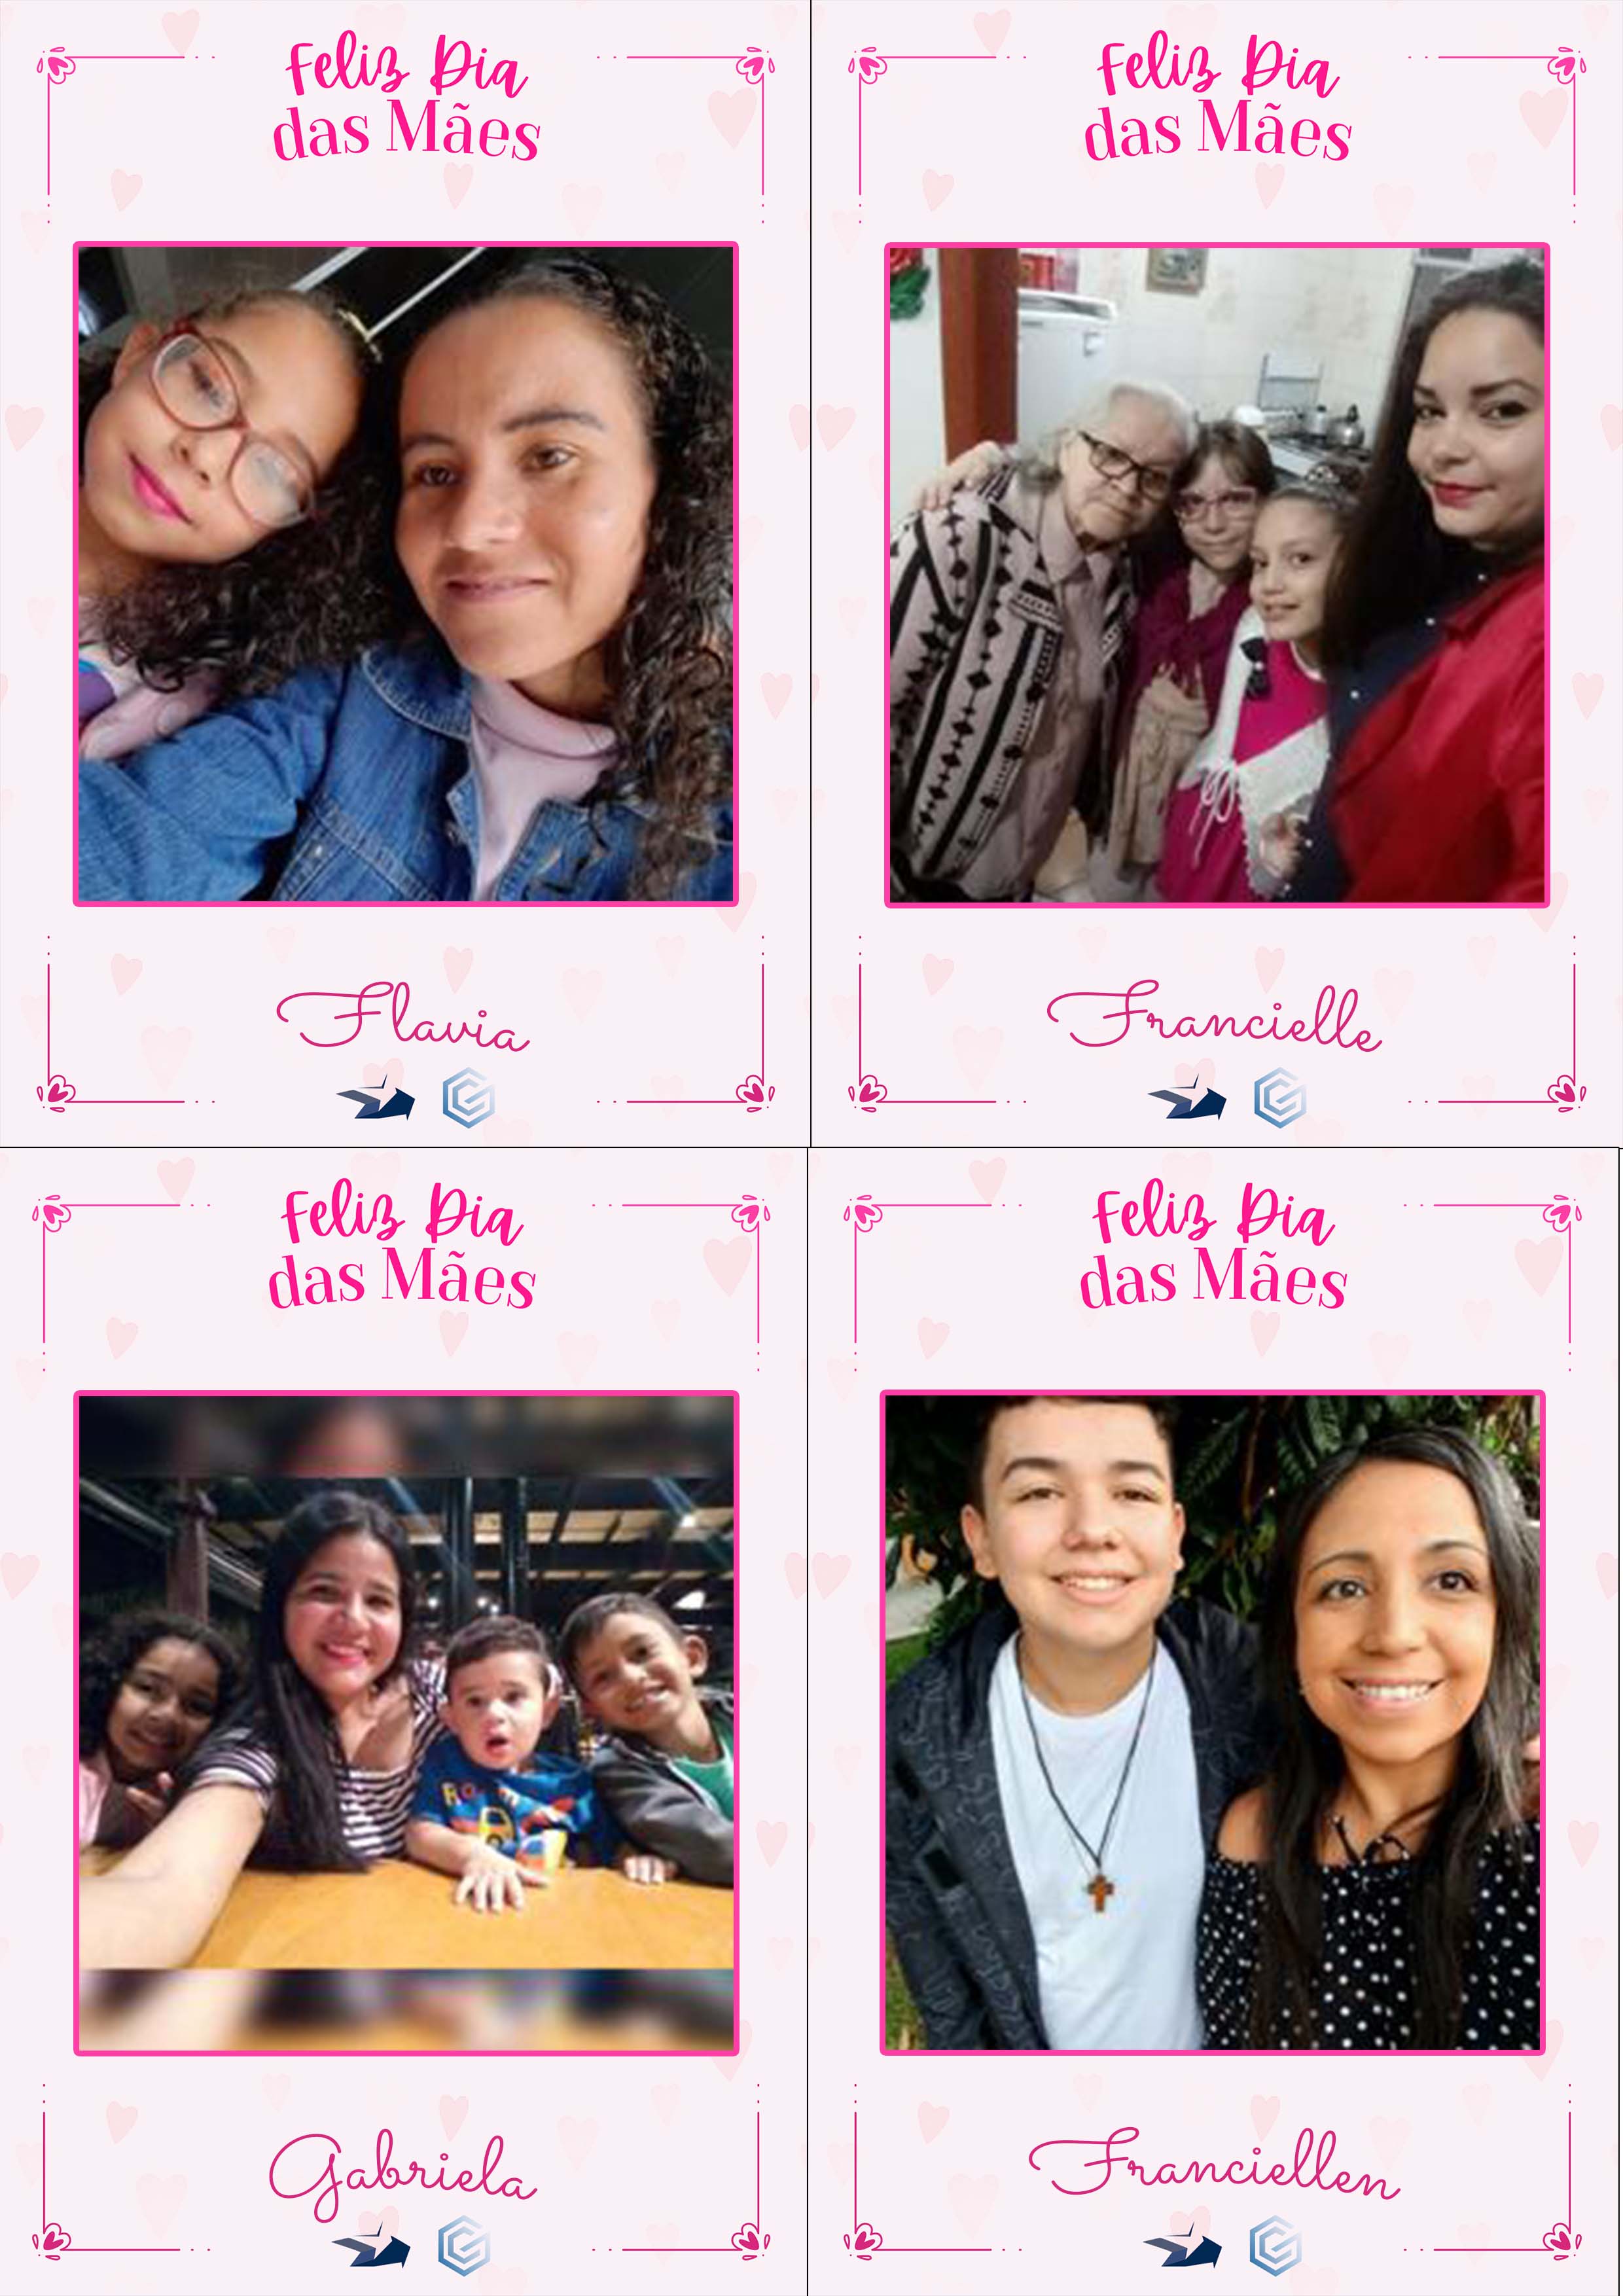 Feliz Dia
das Mães
Flavia
Feliz Dia
das Mães
Francielle
Feliz Dia
das Mães
Gabriela
Feliz Dia
das Mães
Franciellen